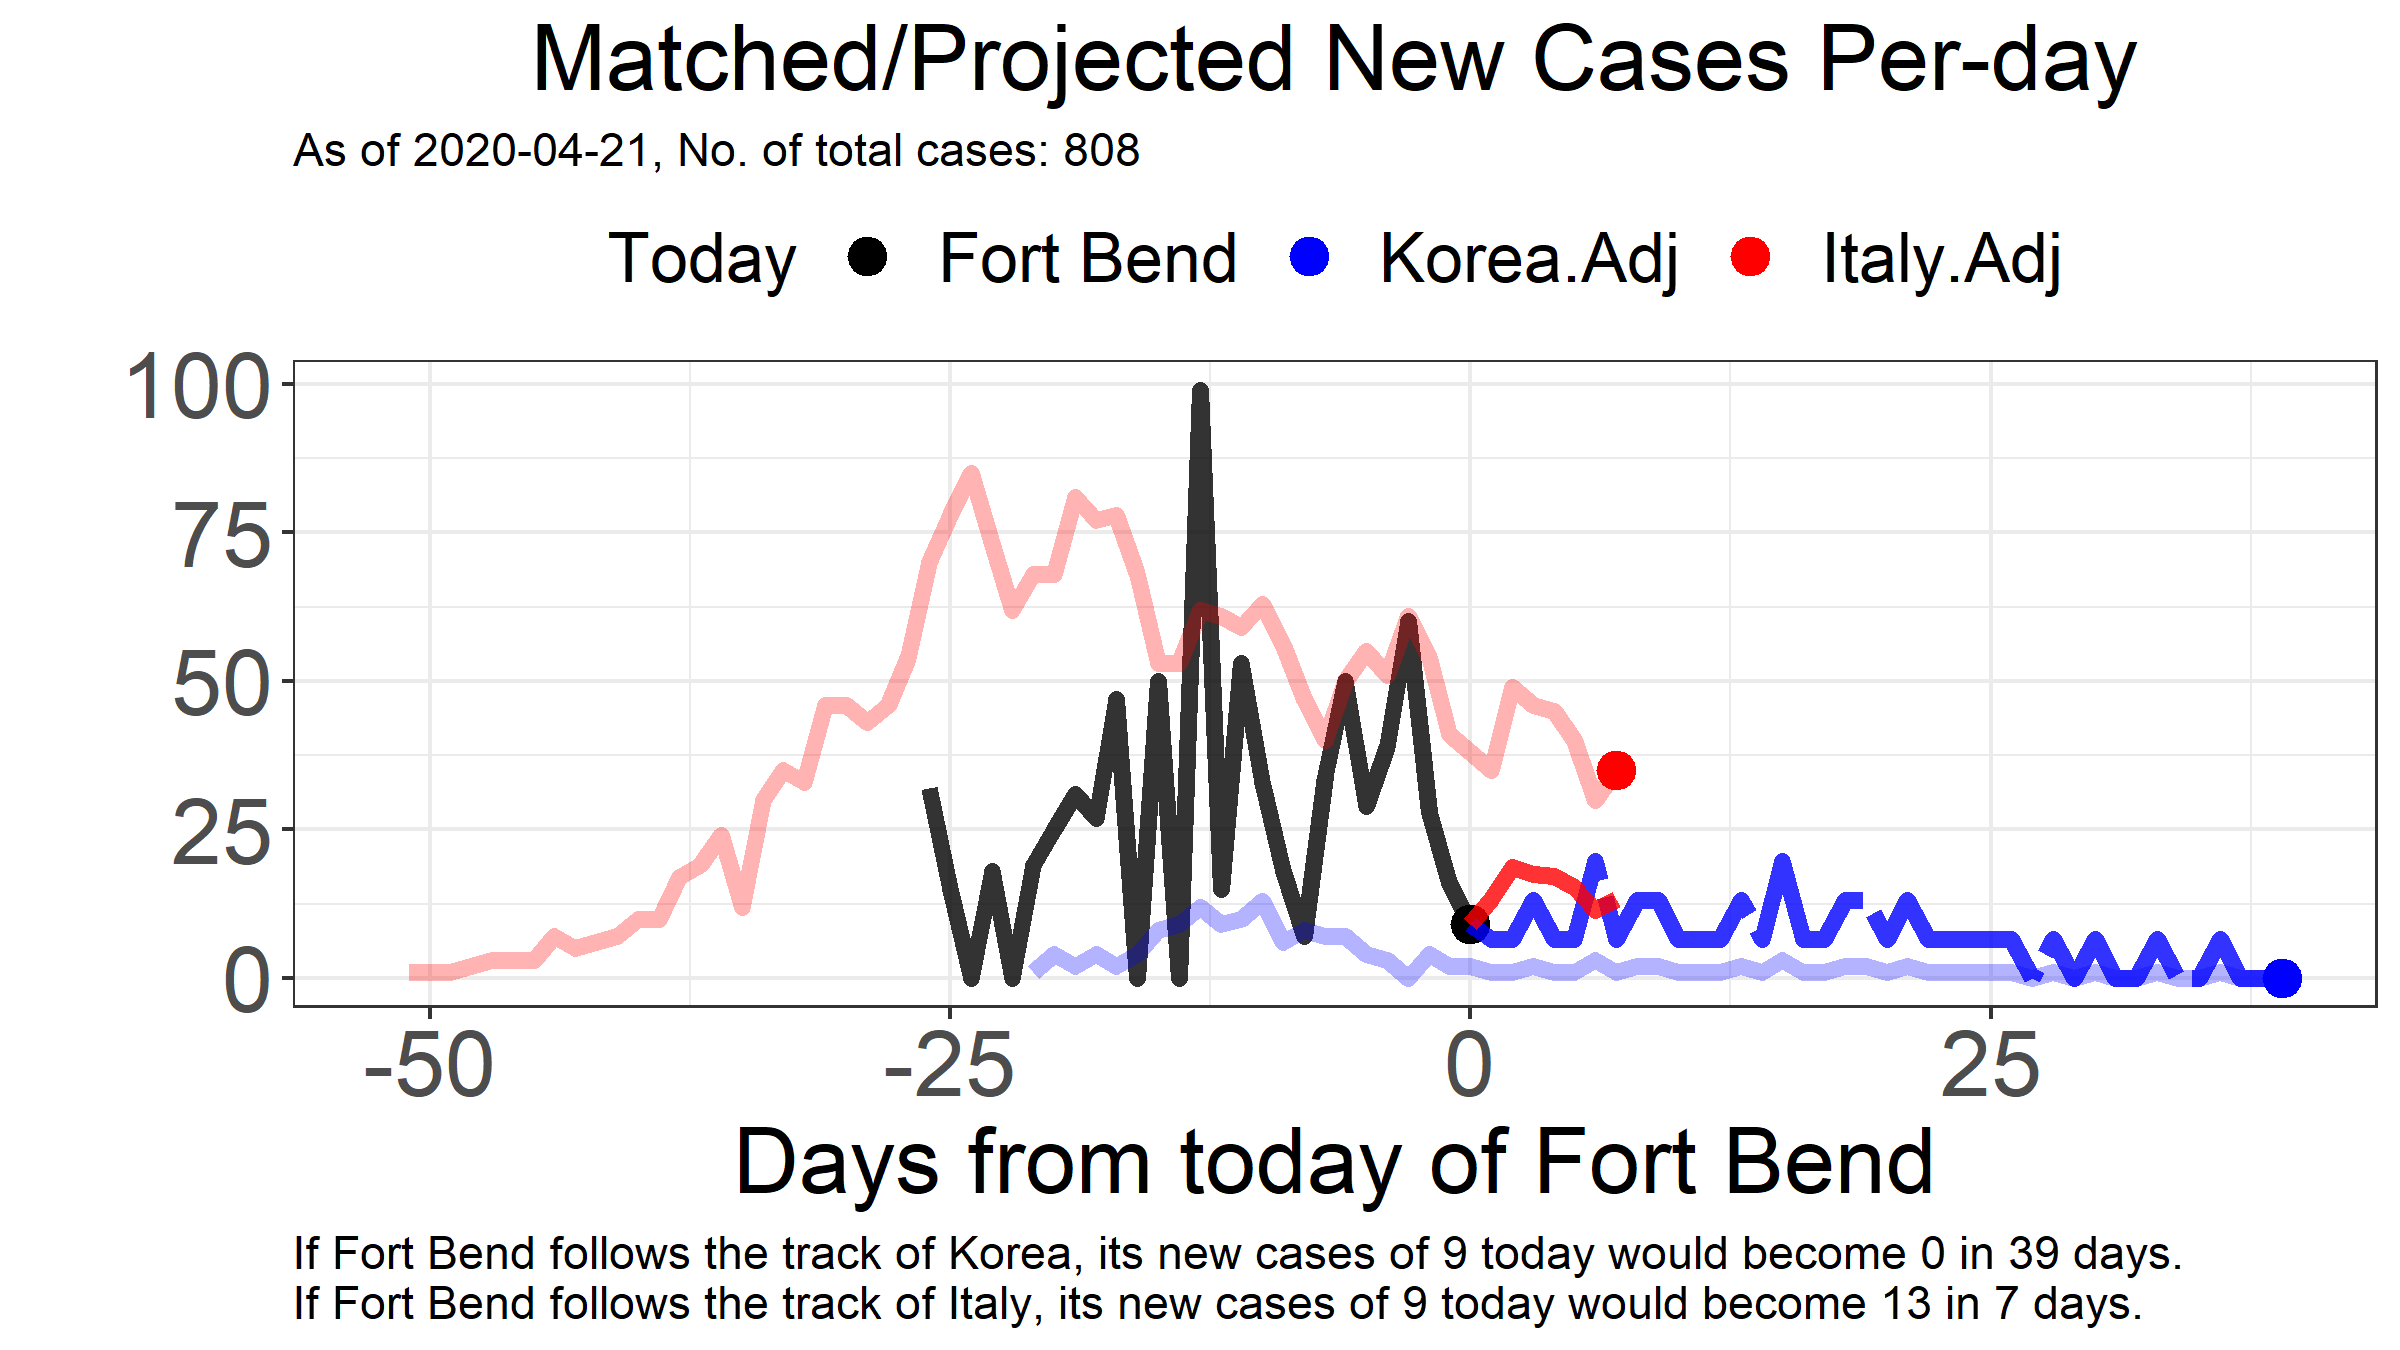 Matched/Projected New Cases Per-day
As of 2020-04-21, No. of total cases: 808
Today Fort Bend Korea.Adj Italy.Adj
100
75
50
25
0
-50 -25 0 25
Days from today of Fort Bend
If Fort Bend follows the track of Korea, its new cases of 9 today would become 0 in 39 days.
If Fort Bend follows the track of Italy, its new cases of 9 today would become 13 in 7 days.